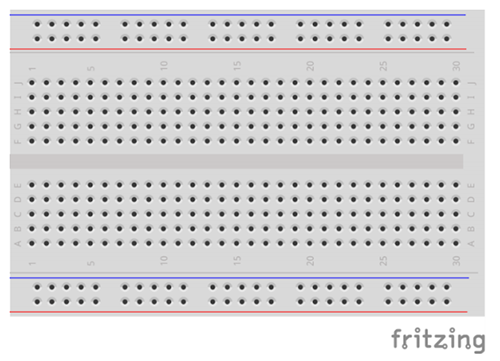 1 5 10 15 20 25 30
J J
I I
H H
G G
F F
E E
D D
C C
B B
A A
1 5 10 15 20 25 30
fritzing